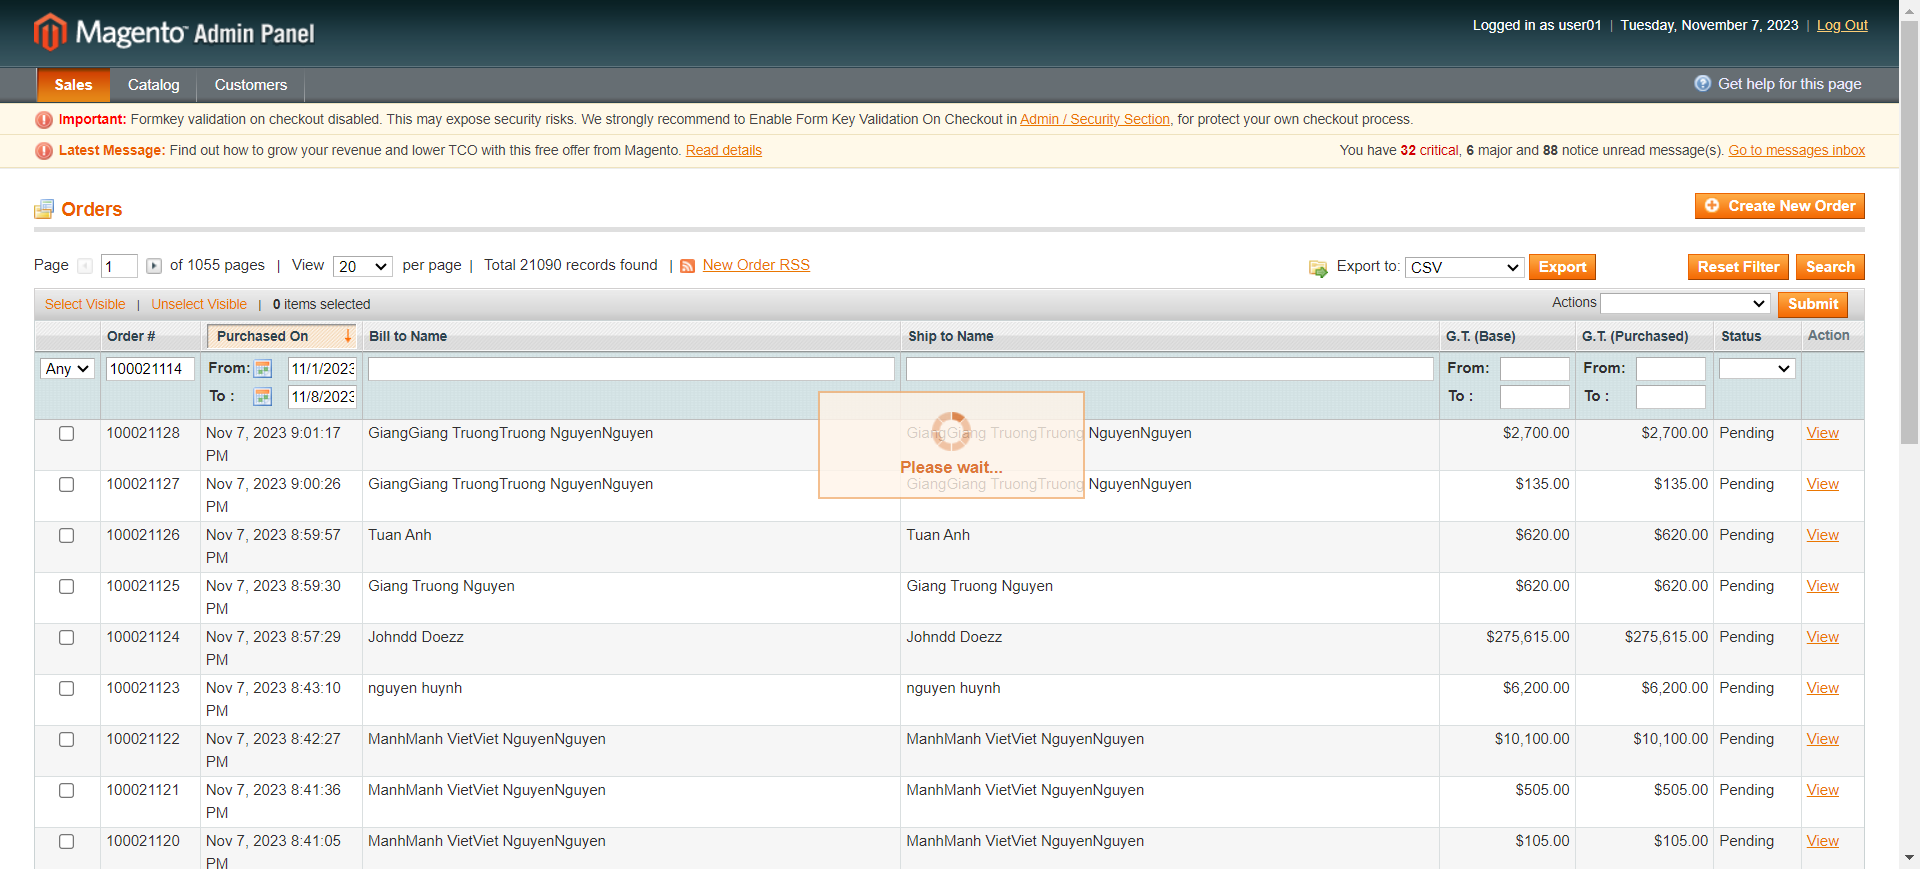 Magento Admin Panel
Logged in as user01 | Tuesday, November 7, 2023 | Log Out
Sales Catalog Customers
Get help for this page
Important: Formkey validation on checkout disabled. This may expose security risks. We strongly recommend to Enable Form Key Validation On Checkout in Admin / Security Section, for protect your own checkout process.
Latest Message: Find out how to grow your revenue and lower TCO with this free offer from Magento. Read details
You have 32 critical, 6 major and 88 notice unread message(s). Go to messages inbox
Orders
Create New Order
Page 1 of 1055 pages | View 20 per page | Total 21090 records found | New Order RSS
Export to: CSV Export Reset Filter Search
Select Visible | Unselect Visible | 0 items selected
Actions Submit
Order # Purchased On Bill to Name Ship to Name G.T. (Base) G.T. (Purchased) Status Action
Any 100021114 From: 11/1/2023 From: From:
To : 11/8/2023 To : To :
Please wait...
100021128 Nov 7, 2023 9:01:17 PM GiangGiang TruongTruong NguyenNguyen GiangGiang TruongTruong NguyenNguyen $2,700.00 $2,700.00 Pending View
100021127 Nov 7, 2023 9:00:26 PM GiangGiang TruongTruong NguyenNguyen GiangGiang TruongTruong NguyenNguyen $135.00 $135.00 Pending View
100021126 Nov 7, 2023 8:59:57 PM Tuan Anh Tuan Anh $620.00 $620.00 Pending View
100021125 Nov 7, 2023 8:59:30 PM Giang Truong Nguyen Giang Truong Nguyen $620.00 $620.00 Pending View
100021124 Nov 7, 2023 8:57:29 PM Johndd Doezz Johndd Doezz $275,615.00 $275,615.00 Pending View
100021123 Nov 7, 2023 8:43:10 PM nguyen huynh nguyen huynh $6,200.00 $6,200.00 Pending View
100021122 Nov 7, 2023 8:42:27 PM ManhManh VietViet NguyenNguyen ManhManh VietViet NguyenNguyen $10,100.00 $10,100.00 Pending View
100021121 Nov 7, 2023 8:41:36 PM ManhManh VietViet NguyenNguyen ManhManh VietViet NguyenNguyen $505.00 $505.00 Pending View
100021120 Nov 7, 2023 8:41:05 PM ManhManh VietViet NguyenNguyen ManhManh VietViet NguyenNguyen $105.00 $105.00 Pending View